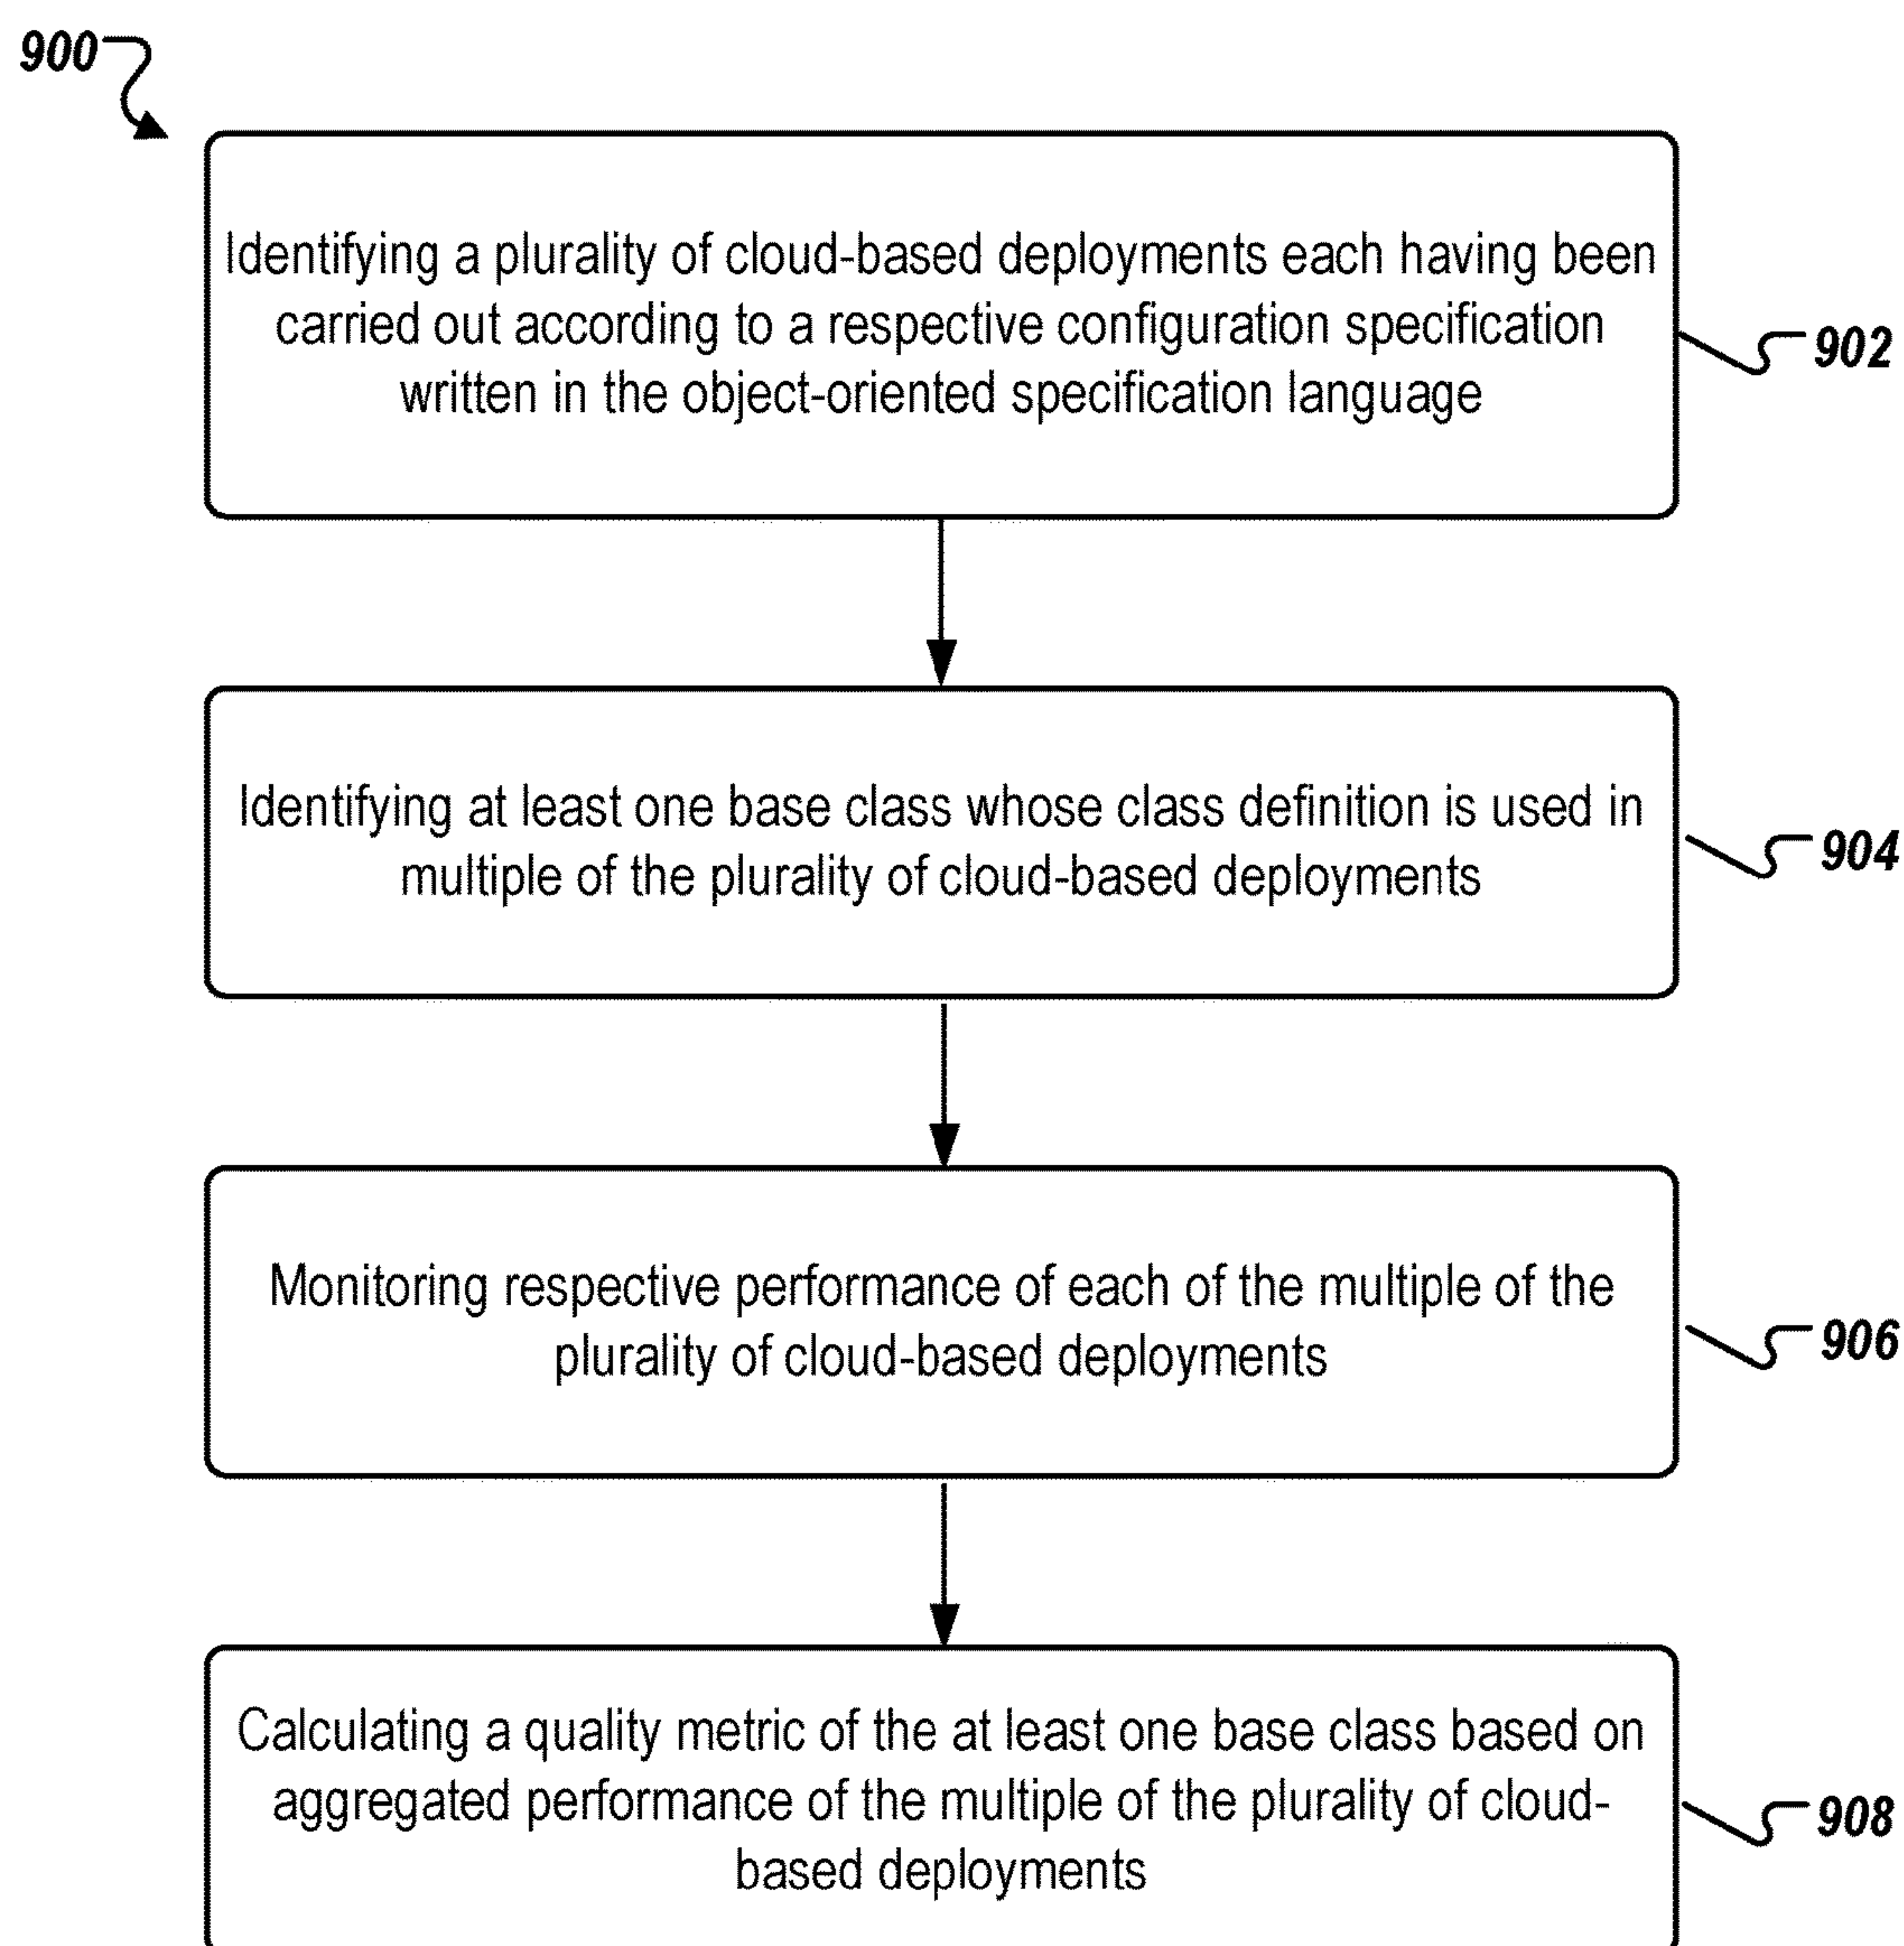 900
Identifying a plurality of cloud-based deployments each having been
carried out according to a respective configuration specification
written in the object-oriented specification language
902
Identifying at least one base class whose class definition is used in
multiple of the plurality of cloud-based deployments
904
Monitoring respective performance of each of the multiple of the
plurality of cloud-based deployments
906
Calculating a quality metric of the at least one base class based on
aggregated performance of the multiple of the plurality of cloud-
based deployments
908